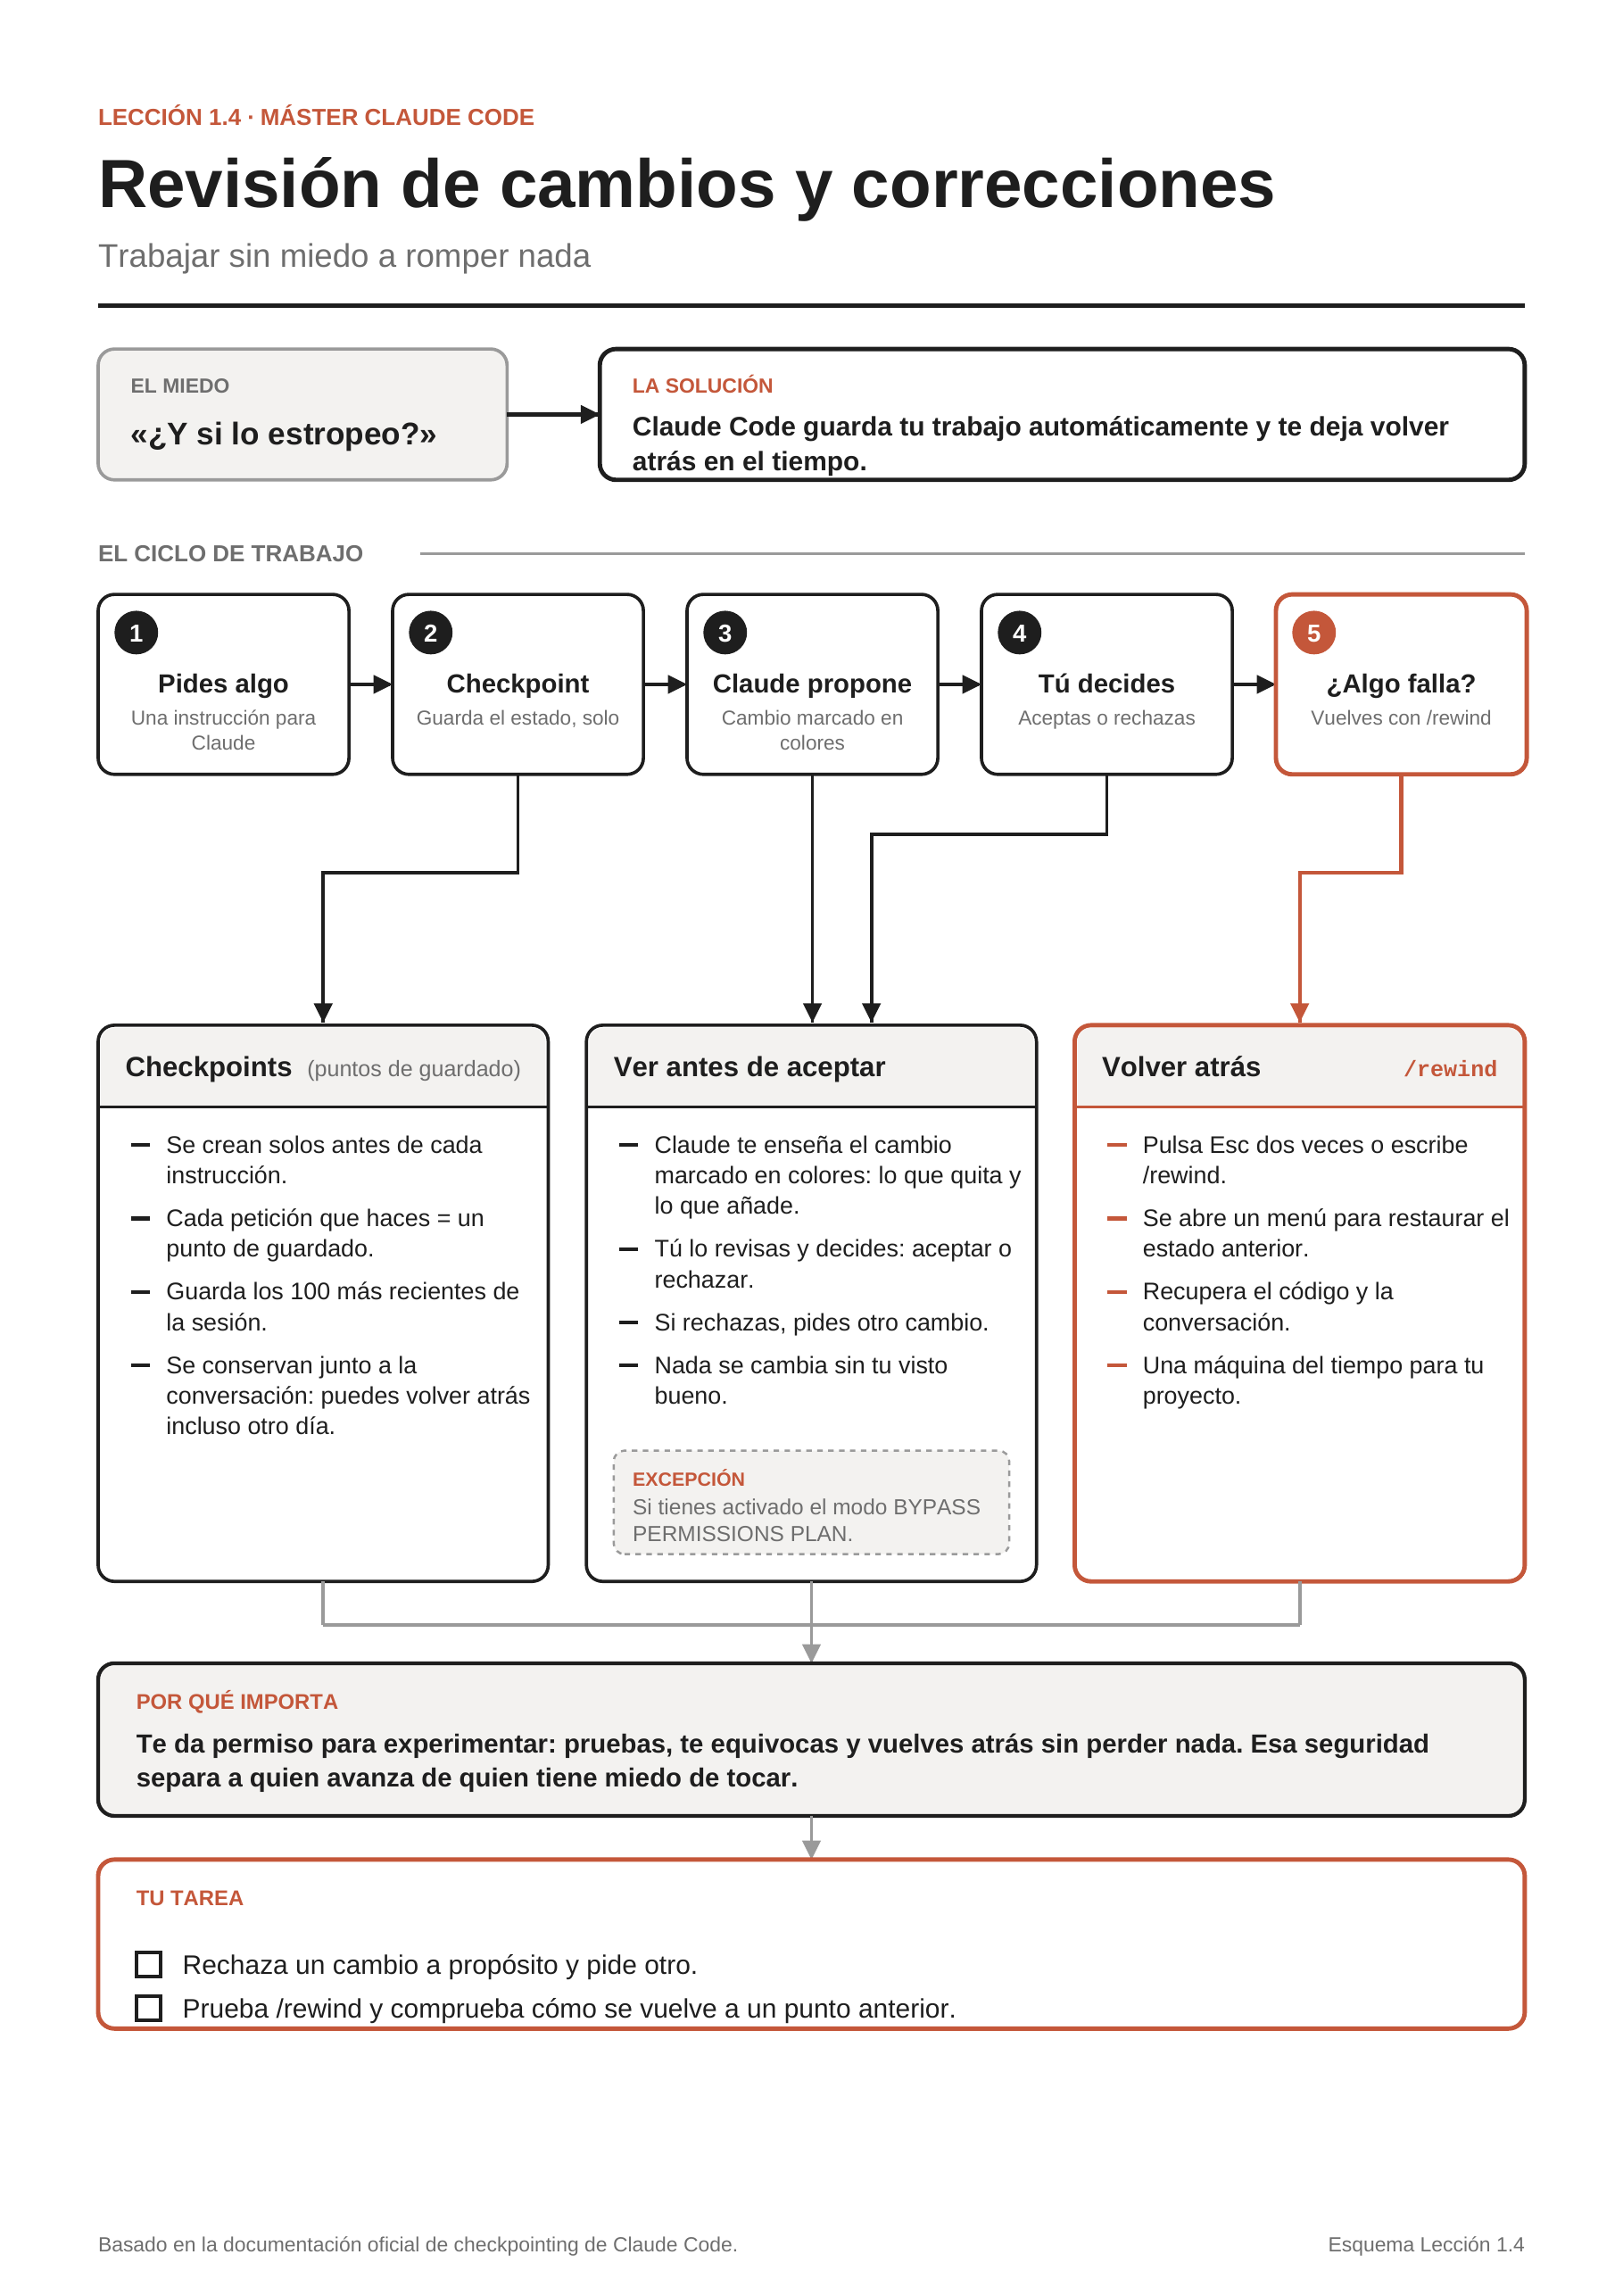 LECCIÓN 1.4 · MÁSTER CLAUDE CODE
Revisión de cambios y correcciones
Trabajar sin miedo a romper nada
EL MIEDO
«¿Y si lo estropeo?»
LA SOLUCIÓN
Claude Code guarda tu trabajo automáticamente y te deja volver
atrás en el tiempo.
EL CICLO DE TRABAJO
1
Pides algo
Una instrucción para
Claude
2
Checkpoint
Guarda el estado, solo
3
Claude propone
Cambio marcado en
colores
4
Tú decides
Aceptas o rechazas
5
¿Algo falla?
Vuelves con /rewind
Checkpoints (puntos de guardado)
Se crean solos antes de cada
instrucción.
Cada petición que haces = un
punto de guardado.
Guarda los 100 más recientes de
la sesión.
Se conservan junto a la
conversación: puedes volver atrás
incluso otro día.
Ver antes de aceptar
Claude te enseña el cambio
marcado en colores: lo que quita y
lo que añade.
Tú lo revisas y decides: aceptar o
rechazar.
Si rechazas, pides otro cambio.
Nada se cambia sin tu visto
bueno.
EXCEPCIÓN
Si tienes activado el modo BYPASS
PERMISSIONS PLAN.
Volver atrás /rewind
Pulsa Esc dos veces o escribe
/rewind.
Se abre un menú para restaurar el
estado anterior.
Recupera el código y la
conversación.
Una máquina del tiempo para tu
proyecto.
POR QUÉ IMPORTA
Te da permiso para experimentar: pruebas, te equivocas y vuelves atrás sin perder nada. Esa seguridad
separa a quien avanza de quien tiene miedo de tocar.
TU TAREA
Rechaza un cambio a propósito y pide otro.
Prueba /rewind y comprueba cómo se vuelve a un punto anterior.
Basado en la documentación oficial de checkpointing de Claude Code.
Esquema Lección 1.4